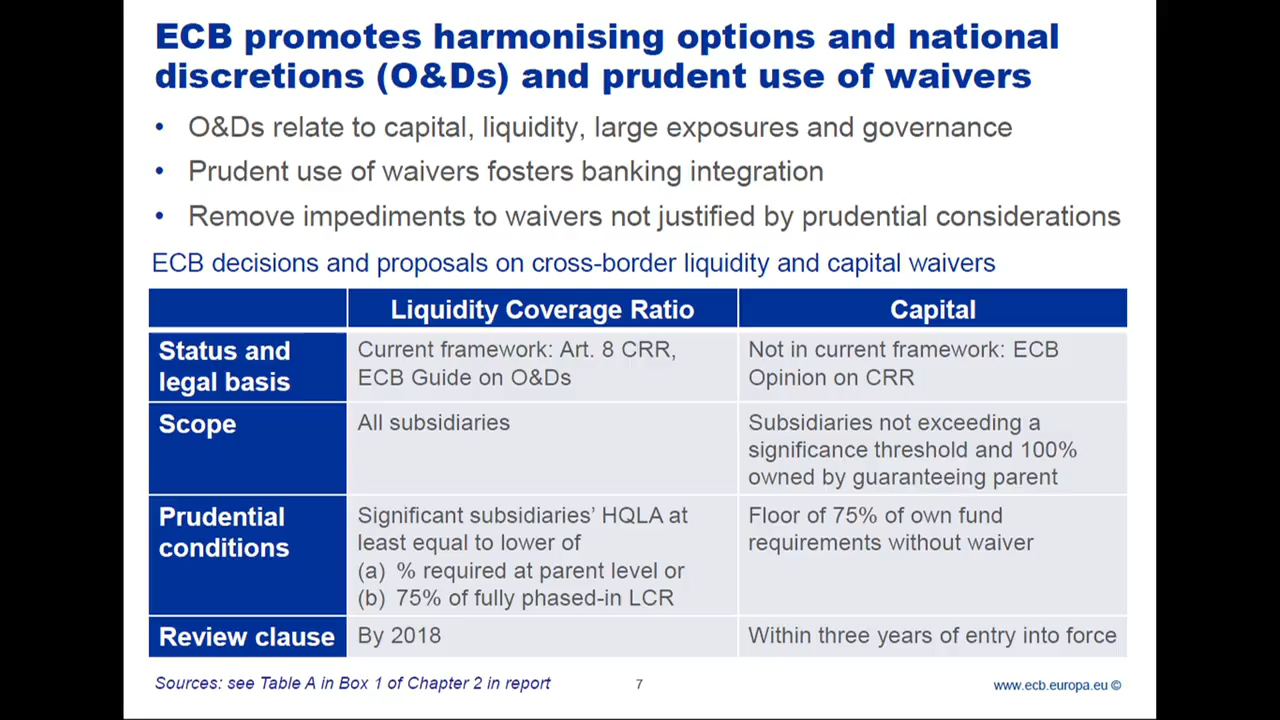 ECB promotes harmonising options and national
discretions (O&Ds) and prudent use of waivers
• O&Ds relate to capital, liquidity, large exposures and governance
• Prudent use of waivers fosters banking integration
• Remove impediments to waivers not justified by prudential considerations
ECB decisions and proposals on cross-border liquidity and capital waivers
Liquidity Coverage Ratio
Capital
Status and
legal basis
Current framework: Art. 8 CRR,
ECB Guide on O&Ds
Not in current framework: ECB
Opinion on CRR
Scope
All subsidiaries
Subsidiaries not exceeding a
significance threshold and 100%
owned by guaranteeing parent
Prudential
conditions
Significant subsidiaries’ HQLA at
least equal to lower of
(a) % required at parent level or
(b) 75% of fully phased-in LCR
Floor of 75% of own fund
requirements without waiver
Review clause
By 2018
Within three years of entry into force
Sources: see Table A in Box 1 of Chapter 2 in report
7
www.ecb.europa.eu ©